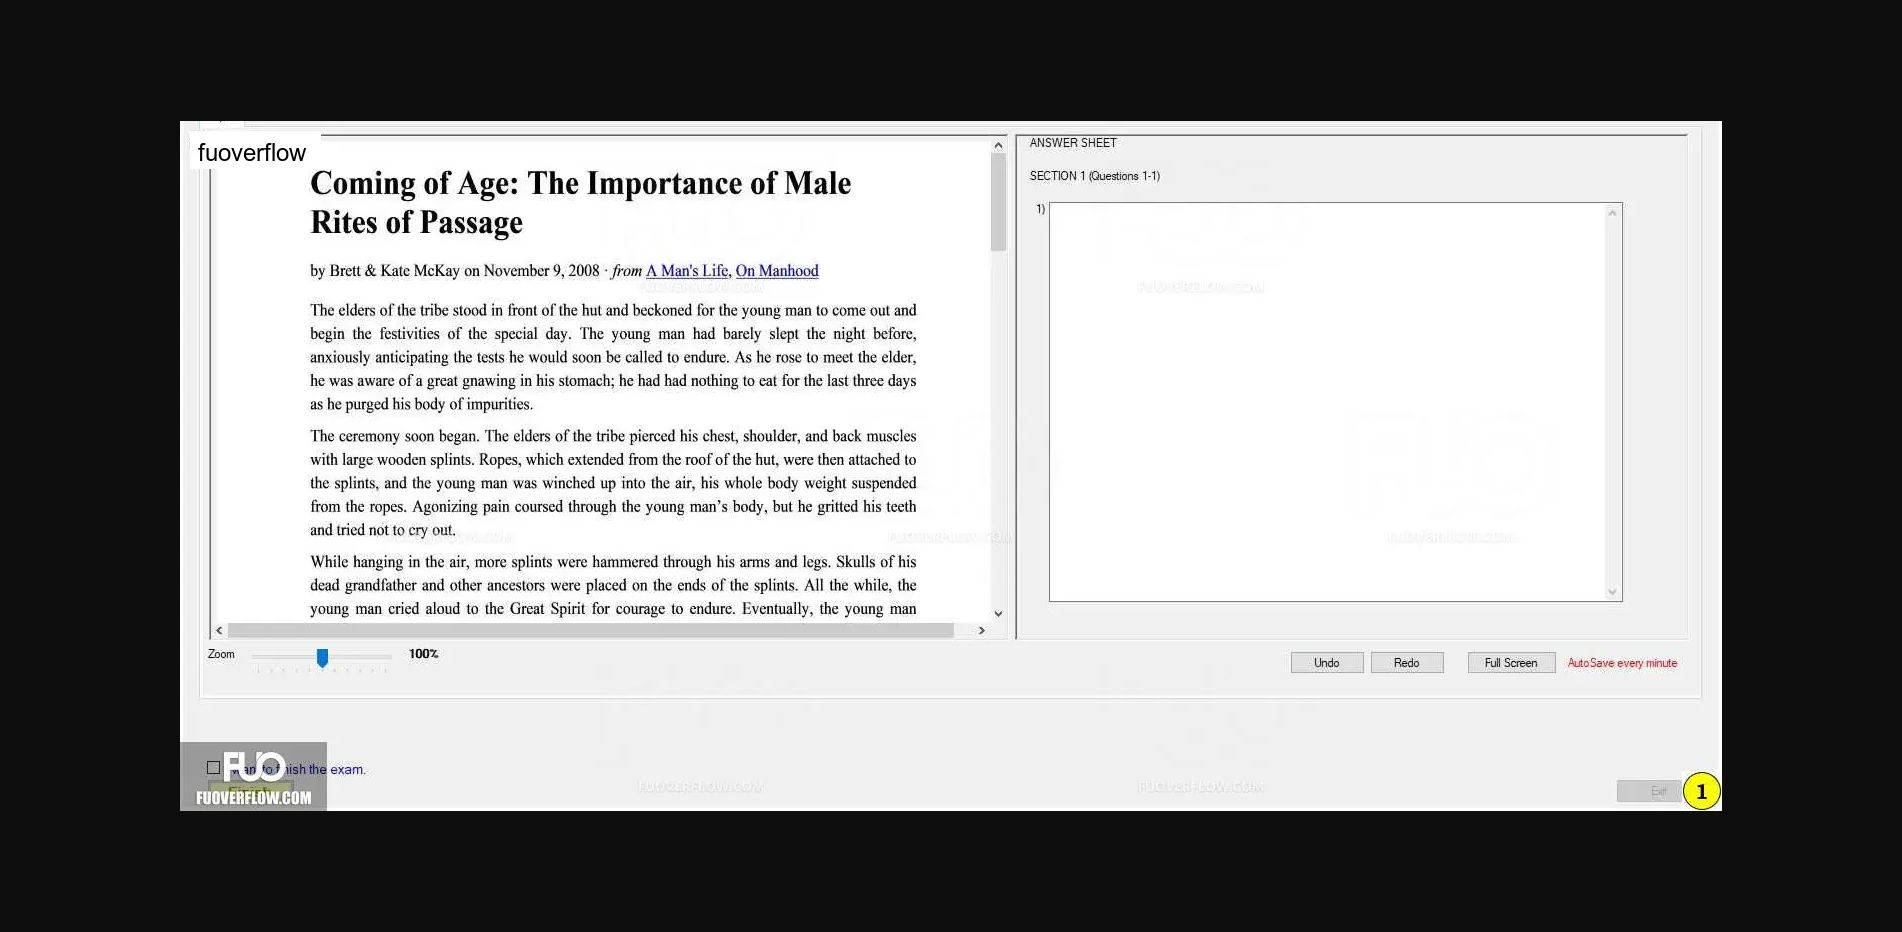 fuoverflow
Coming of Age: The Importance of Male
Rites of Passage
by Brett & Kate McKay on November 9, 2008 · from A Man's Life, On Manhood
The elders of the tribe stood in front of the hut and beckoned for the young man to come out and
begin the festivities of the special day. The young man had barely slept the night before,
anxiously anticipating the tests he would soon be called to endure. As he rose to meet the elder,
he was aware of a great gnawing in his stomach; he had had nothing to eat for the last three days
as he purged his body of impurities.
The ceremony soon began. The elders of the tribe pierced his chest, shoulder, and back muscles
with large wooden splints. Ropes, which extended from the roof of the hut, were then attached to
the splints, and the young man was winched up into the air, his whole body weight suspended
from the ropes. Agonizing pain coursed through the young man’s body, but he gritted his teeth
and tried not to cry out.
While hanging in the air, more splints were hammered through his arms and legs. Skulls of his
dead grandfather and other ancestors were placed on the ends of the splints. All the while, the
young man cried aloud to the Great Spirit for courage to endure. Eventually, the young man
Zoom
100%
ANSWER SHEET
SECTION 1 (Questions 1-1)
1)
Undo Redo Full Screen AutoSave every minute
FUO
to finish the exam.
FUOVERFLOW.COM
Exit
1
FUOVERFLOW.COM
FUOVERFLOW.COM
FUOVERFLOW.COM
FUOVERFLOW.COM
FUOVERFLOW.COM
FUOVERFLOW.COM